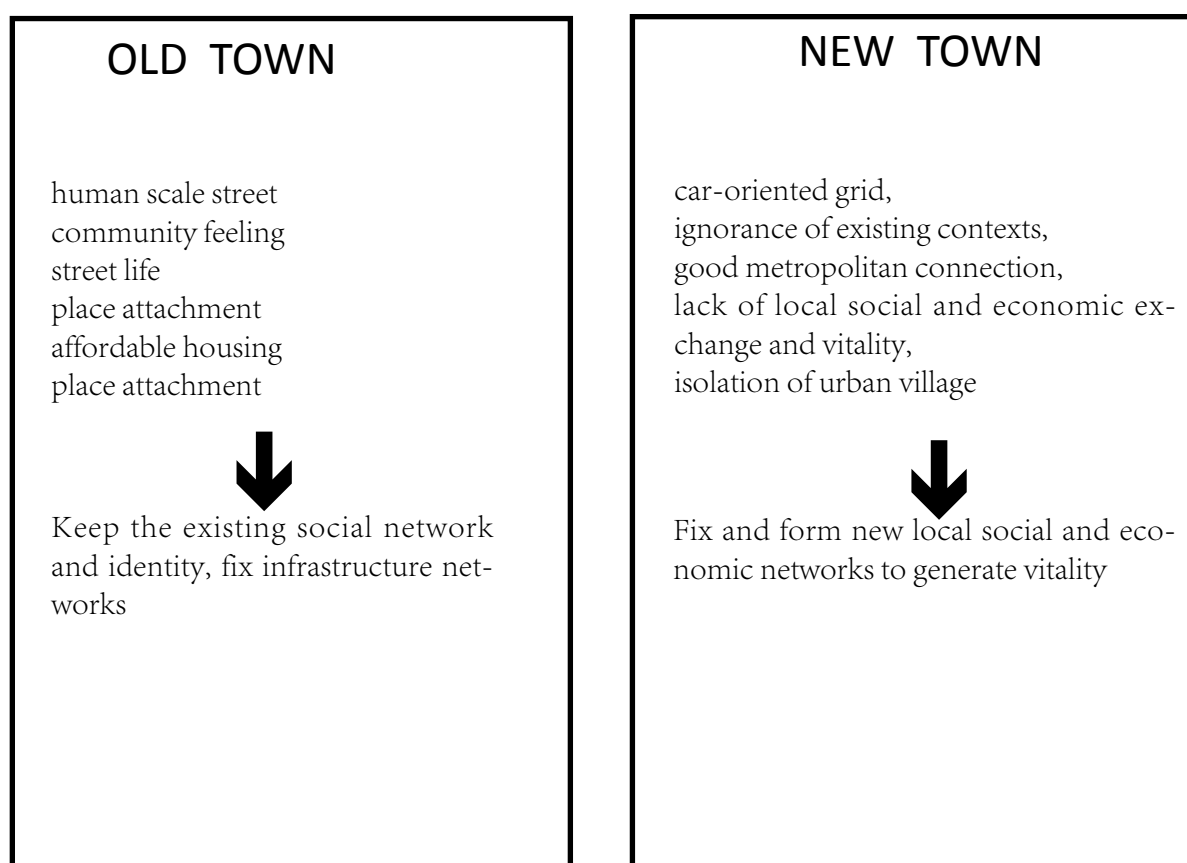 OLD TOWN
human scale street
community feeling
street life
place attachment
affordable housing
place attachment
Keep the existing social network
and identity, fix infrastructure net-
works
NEW TOWN
car-oriented grid,
ignorance of existing contexts,
good metropolitan connection,
lack of local social and economic ex-
change and vitality,
isolation of urban village
Fix and form new local social and eco-
nomic networks to generate vitality